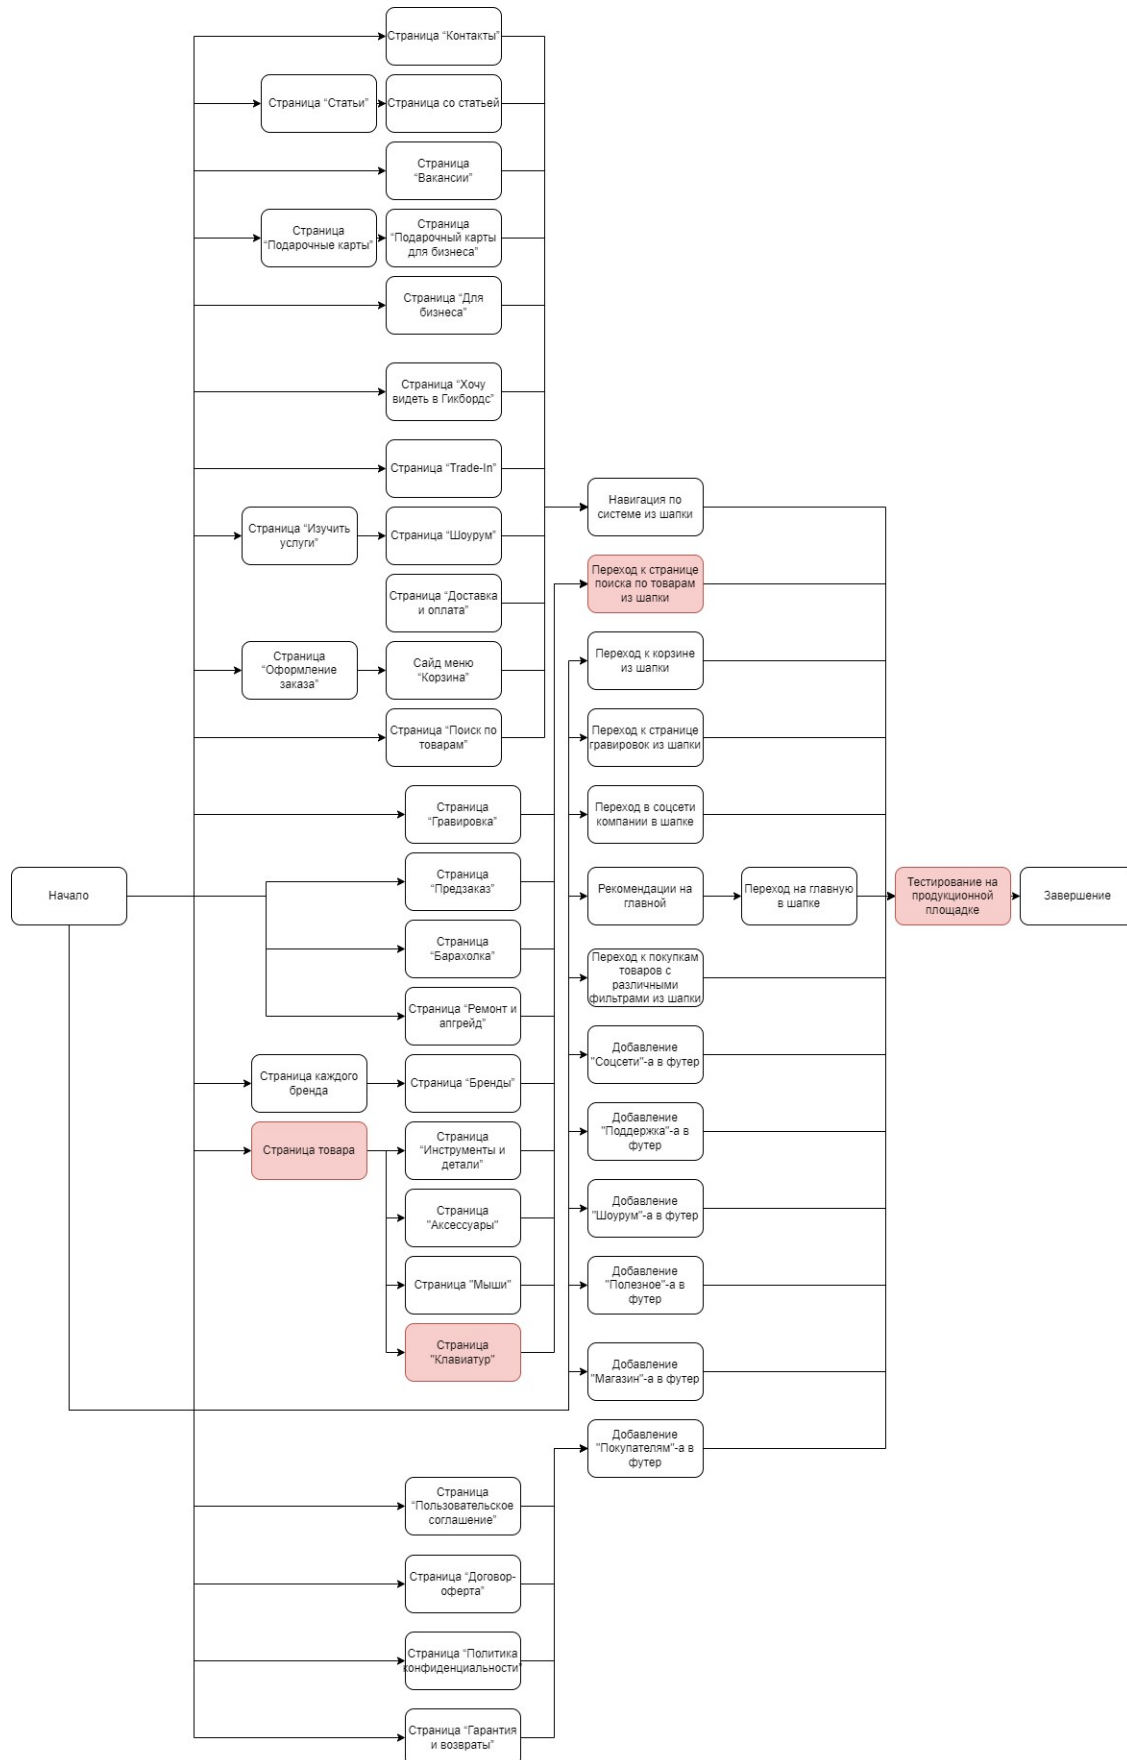 Страница “Контакты”
Страница “Статьи”
Страница со статьей
Страница
“Вакансии”
Страница
“Подарочные карты”
Страница
“Подарочный карты
для бизнеса”
Страница “Для
бизнеса”
Страница “Хочу
видеть в Гикбордс”
Страница “Trade-In”
Навигация по
системе из шапки
Страница “Изучить
услуги”
Страница “Шоурум”
Переход к странице
поиска по товарам
из шапки
Страница “Доставка
и оплата”
Страница
“Оформление
заказа”
Сайд меню
“Корзина”
Переход к корзине
из шапки
Страница “Поиск по
товарам”
Переход к странице
гравировок из шапки
Страница
“Гравировка”
Переход в соцсети
компании в шапке
Начало
Страница
“Предзаказ”
Рекомендации на
главной
Переход на главную
в шапке
Тестирование на
продукционной
площадке
Завершение
Страница
“Барахолка”
Переход к покупкам
товаров с
различными
фильтрами из шапки
Страница “Ремонт и
апгрейд”
Добавление
"Соцсети"-а в футер
Страница каждого
бренда
Страница “Бренды”
Добавление
"Поддержка"-а в
футер
Страница товара
Страница
“Инструменты и
детали”
Страница
"Аксессуары"
Добавление
"Шоурум"-а в футер
Страница "Мыши"
Добавление
"Полезное"-а в
футер
Страница
"Клавиатур"
Добавление
"Магазин"-а в футер
Добавление
"Покупателям"-а в
футер
Страница
“Пользовательское
соглашение”
Страница “Договор-
оферта”
Страница “Политика
конфиденциальности”
Страница “Гарантия
и возвраты”